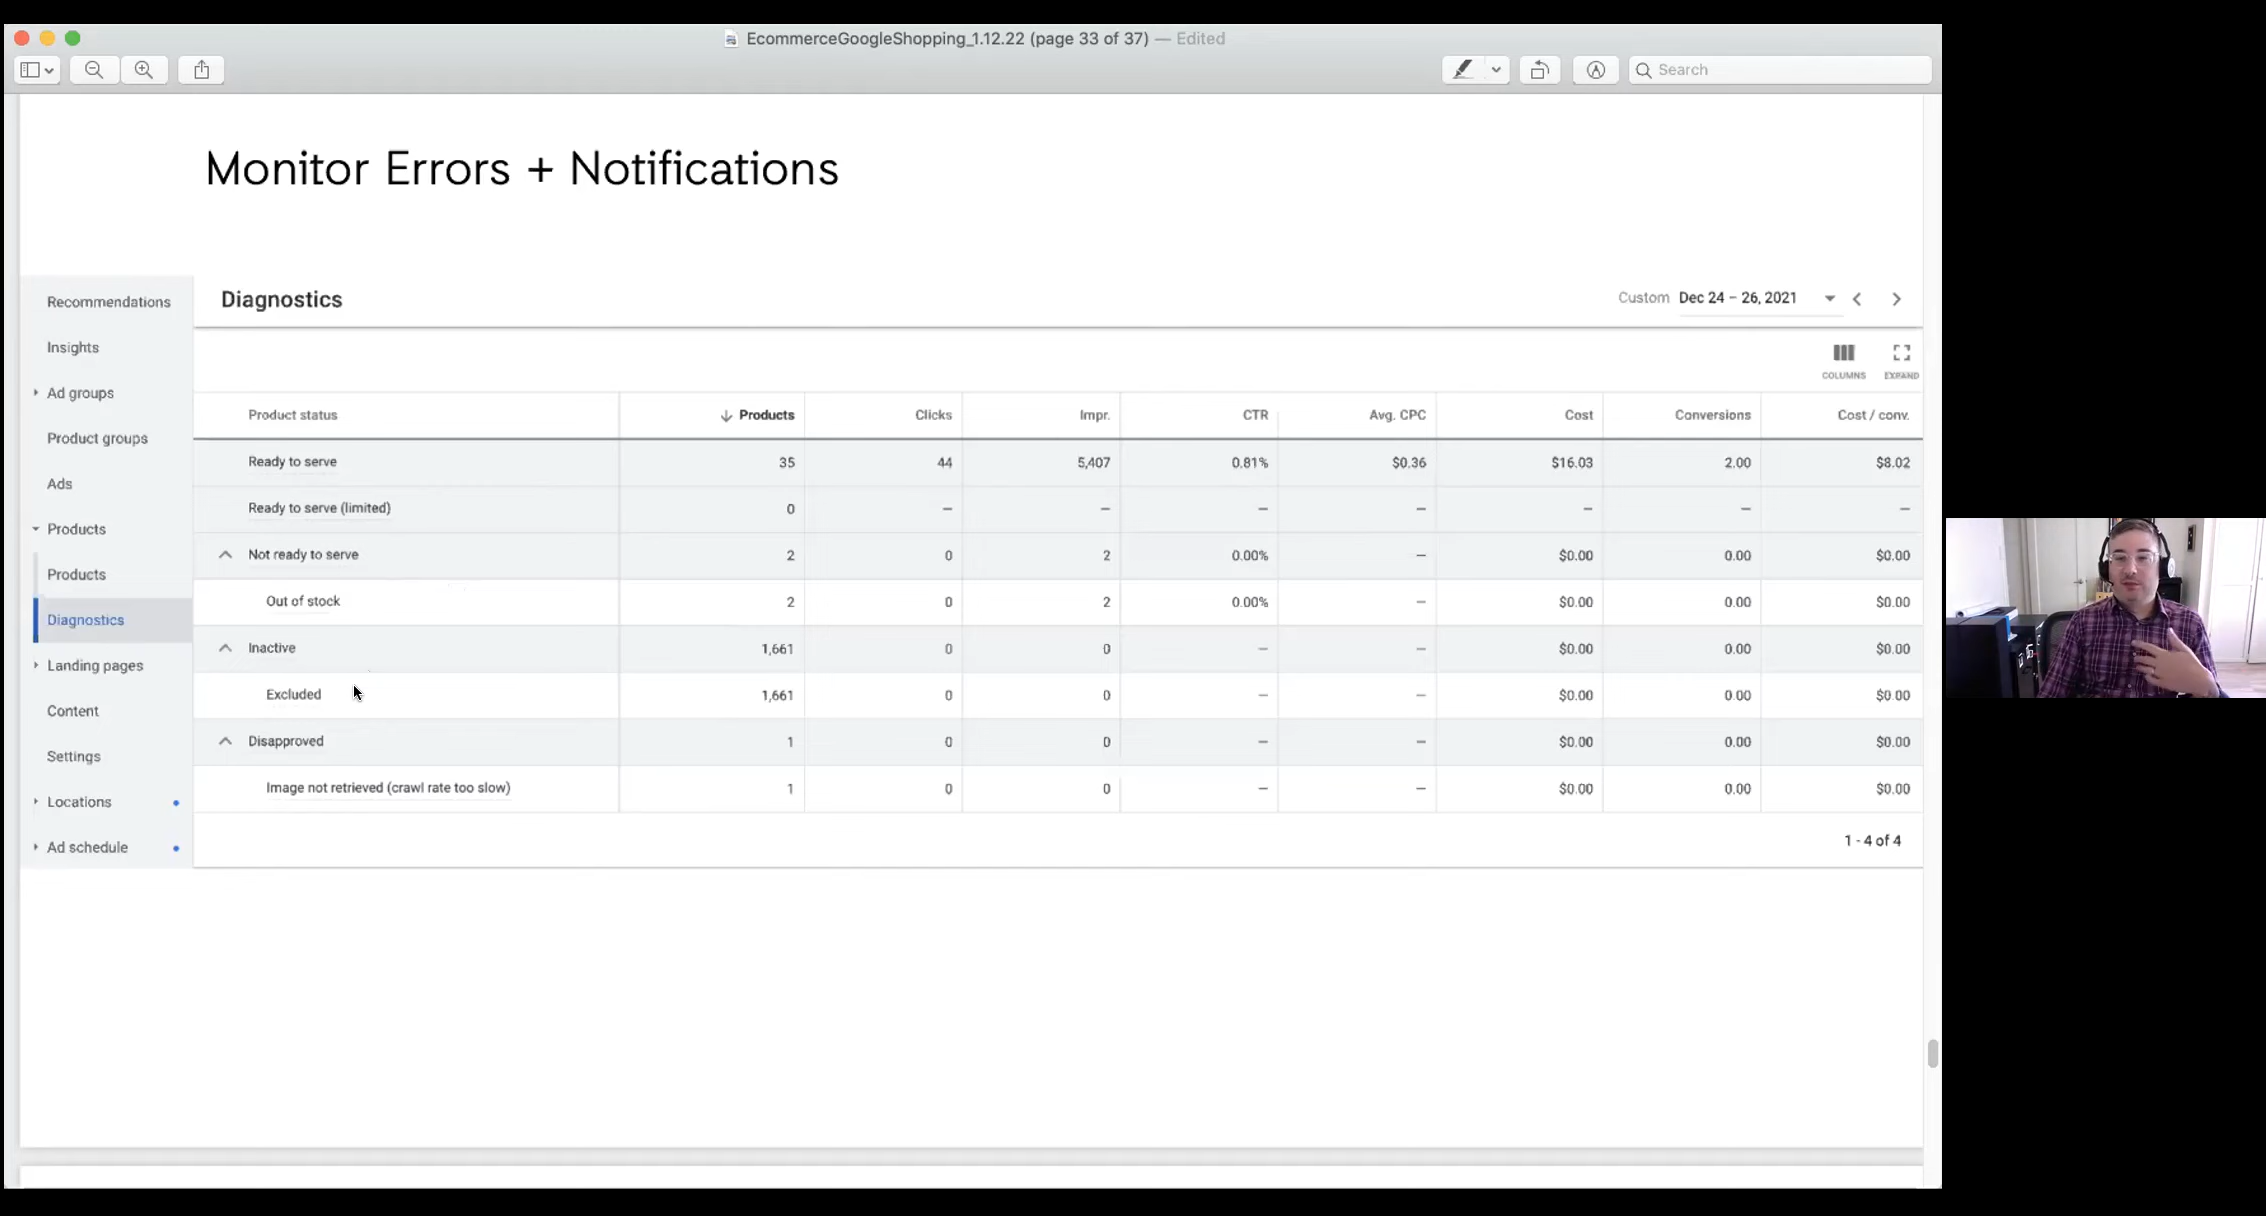 EcommerceGoogleShopping_1.12.22 (page 33 of 37) — Edited
Search
Monitor Errors + Notifications
Recommendations
Insights
Ad groups
Product groups
Ads
Products
Products
Diagnostics
Landing pages
Content
Settings
Locations
Ad schedule
Diagnostics
Custom Dec 24 – 26, 2021
COLUMNS EXPAND
Product status Products Clicks Impr. CTR Avg. CPC Cost Conversions Cost / conv.
Ready to serve 35 44 5,407 0.81% $0.36 $16.03 2.00 $8.02
Ready to serve (limited) 0 – – – – – – –
Not ready to serve 2 0 2 0.00% – $0.00 0.00 $0.00
Out of stock 2 0 2 0.00% – $0.00 0.00 $0.00
Inactive 1,661 0 0 – – $0.00 0.00 $0.00
Excluded 1,661 0 0 – – $0.00 0.00 $0.00
Disapproved 1 0 0 – – $0.00 0.00 $0.00
Image not retrieved (crawl rate too slow) 1 0 0 – – $0.00 0.00 $0.00
1 - 4 of 4